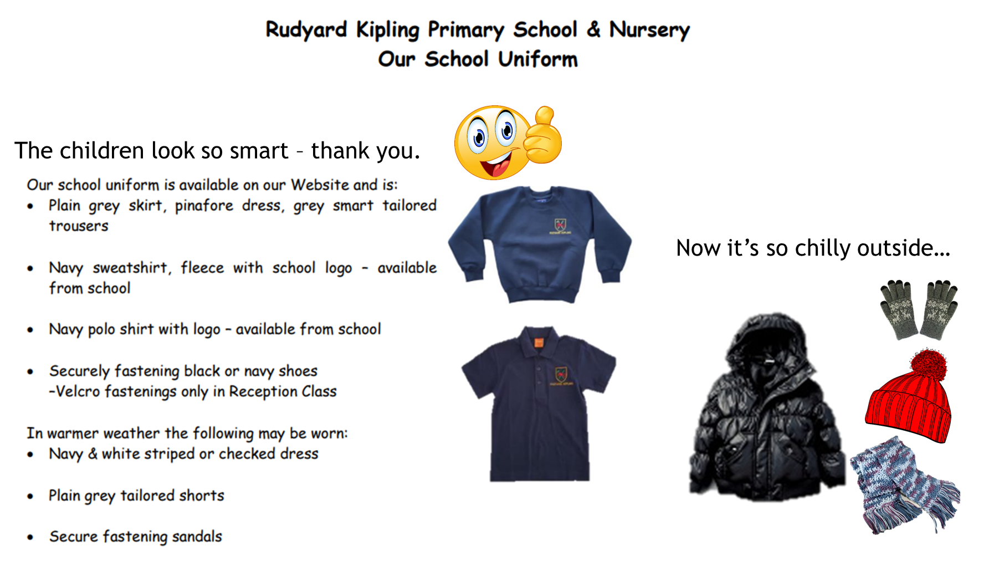 Rudyard Kipling Primary School & Nursery
Our School Uniform
The children look so smart – thank you.
Our school uniform is available on our Website and is:
• Plain grey skirt, pinafore dress, grey smart tailored
trousers
• Navy sweatshirt, fleece with school logo – available
from school
• Navy polo shirt with logo – available from school
• Securely fastening black or navy shoes
–Velcro fastenings only in Reception Class
In warmer weather the following may be worn:
• Navy & white striped or checked dress
• Plain grey tailored shorts
• Secure fastening sandals
RUDYARD KIPLING
RUDYARD KIPLING
Now it's so chilly outside...